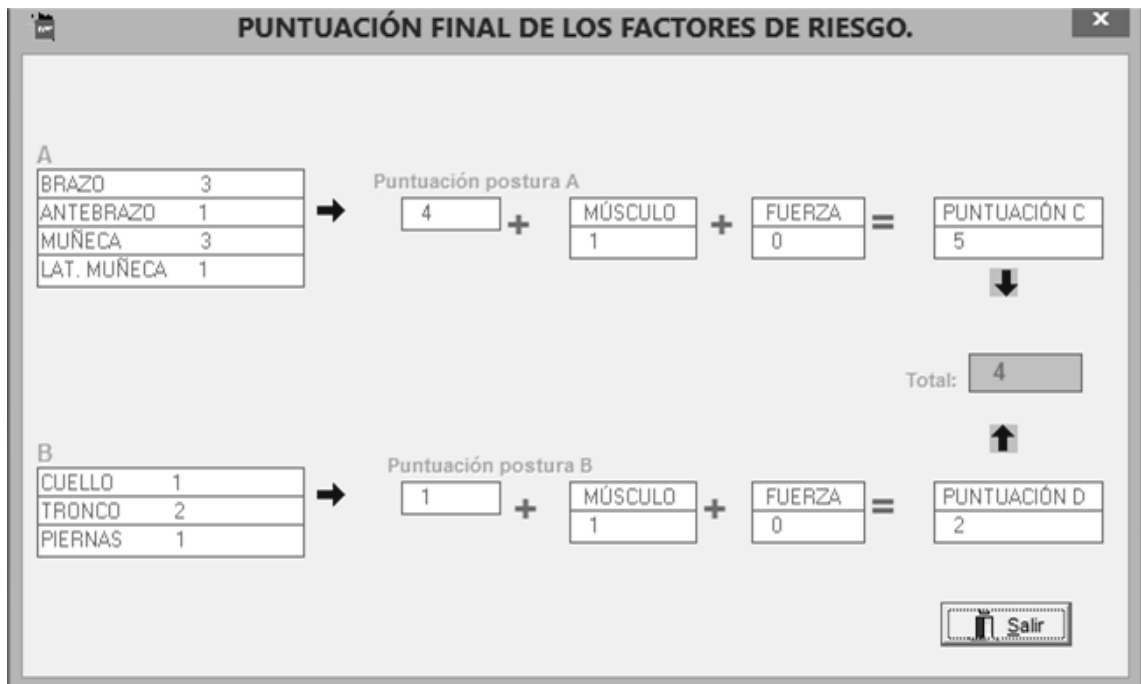 PUNTUACIÓN FINAL DE LOS FACTORES DE RIESGO.
A
BRAZO 3
ANTEBRAZO 1
MUÑECA 3
LAT. MUÑECA 1
Puntuación postura A
4
+
MÚSCULO
1
+
FUERZA
0
=
PUNTUACIÓN C
5
Total: 4
B
CUELLO 1
TRONCO 2
PIERNAS 1
Puntuación postura B
1
+
MÚSCULO
1
+
FUERZA
0
=
PUNTUACIÓN D
2
Salir